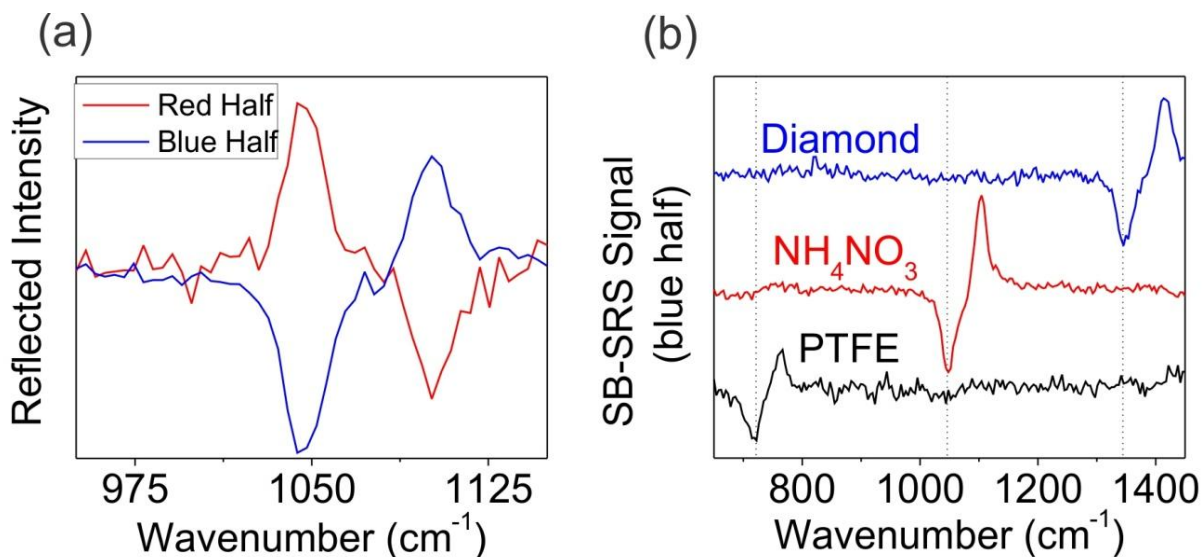 (a)
Red Half
Blue Half
Reflected Intensity
975
1050
1125
Wavenumber (cm⁻¹)
(b)
Diamond
NH₄NO₃
PTFE
SB-SRS Signal
(blue half)
800
1000
1200
1400
Wavenumber (cm⁻¹)